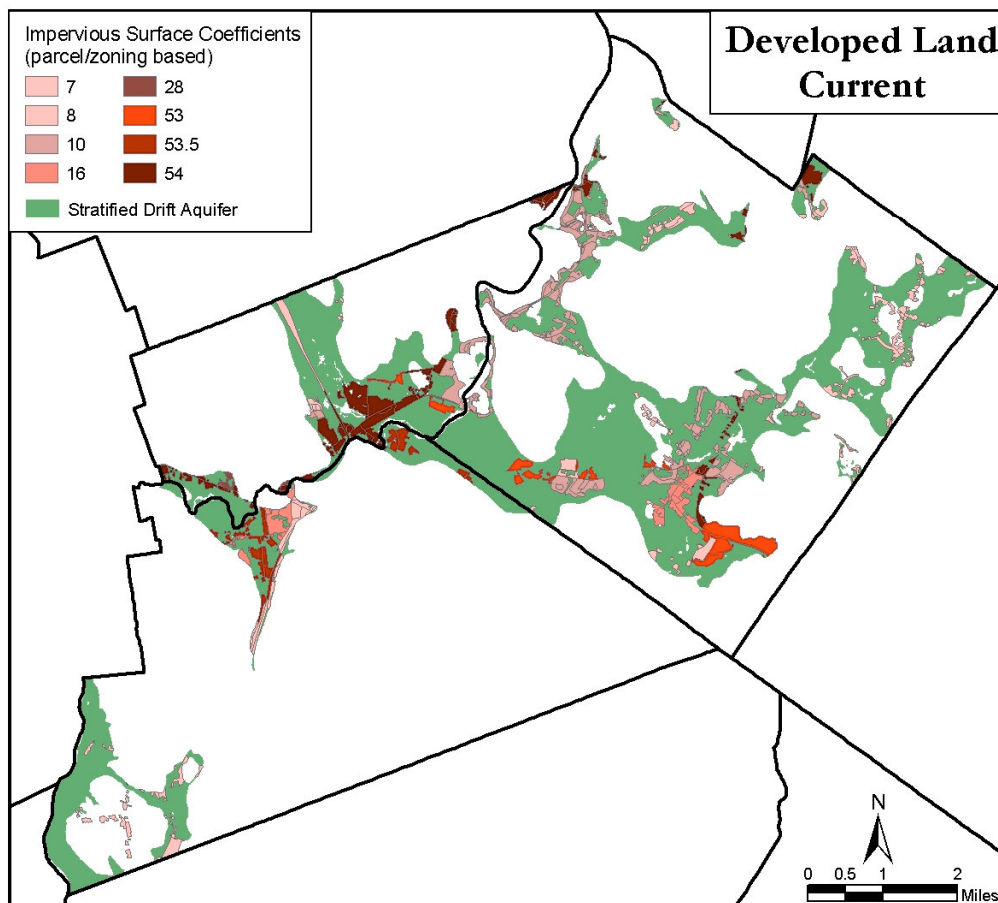 Impervious Surface Coefficients
(parcel/zoning based)
7
28
8
53
10
53.5
16
54
Stratified Drift Aquifer
Developed Land
Current
N
0 0.5 1 2
Miles